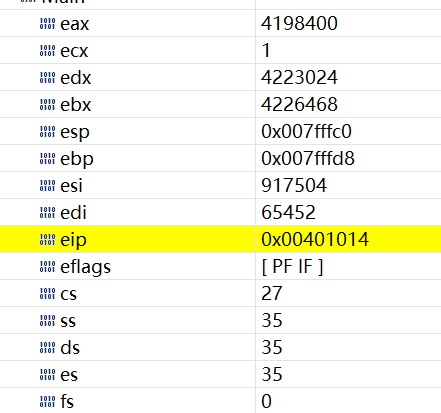 Main
eax 4198400
ecx 1
edx 4223024
ebx 4226468
esp 0x007fffc0
ebp 0x007fffd8
esi 917504
edi 65452
eip 0x00401014
eflags [ PF IF ]
cs 27
ss 35
ds 35
es 35
fs 0